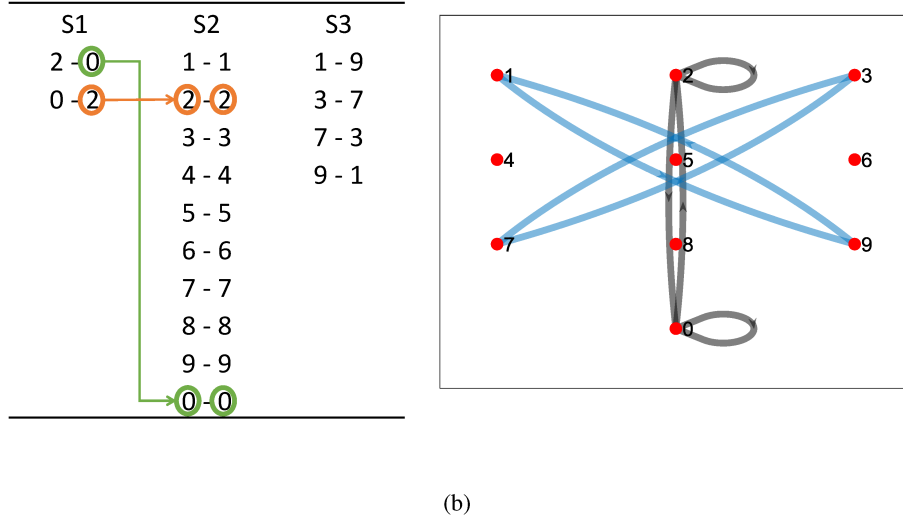 S1 S2 S3
2 - 0 1 - 1 1 - 9
0 - 2 2 - 2 3 - 7
3 - 3 7 - 3
4 - 4 9 - 1
5 - 5
6 - 6
7 - 7
8 - 8
9 - 9
0 - 0
1 2 3
4 5 6
7 8 9
0
(b)